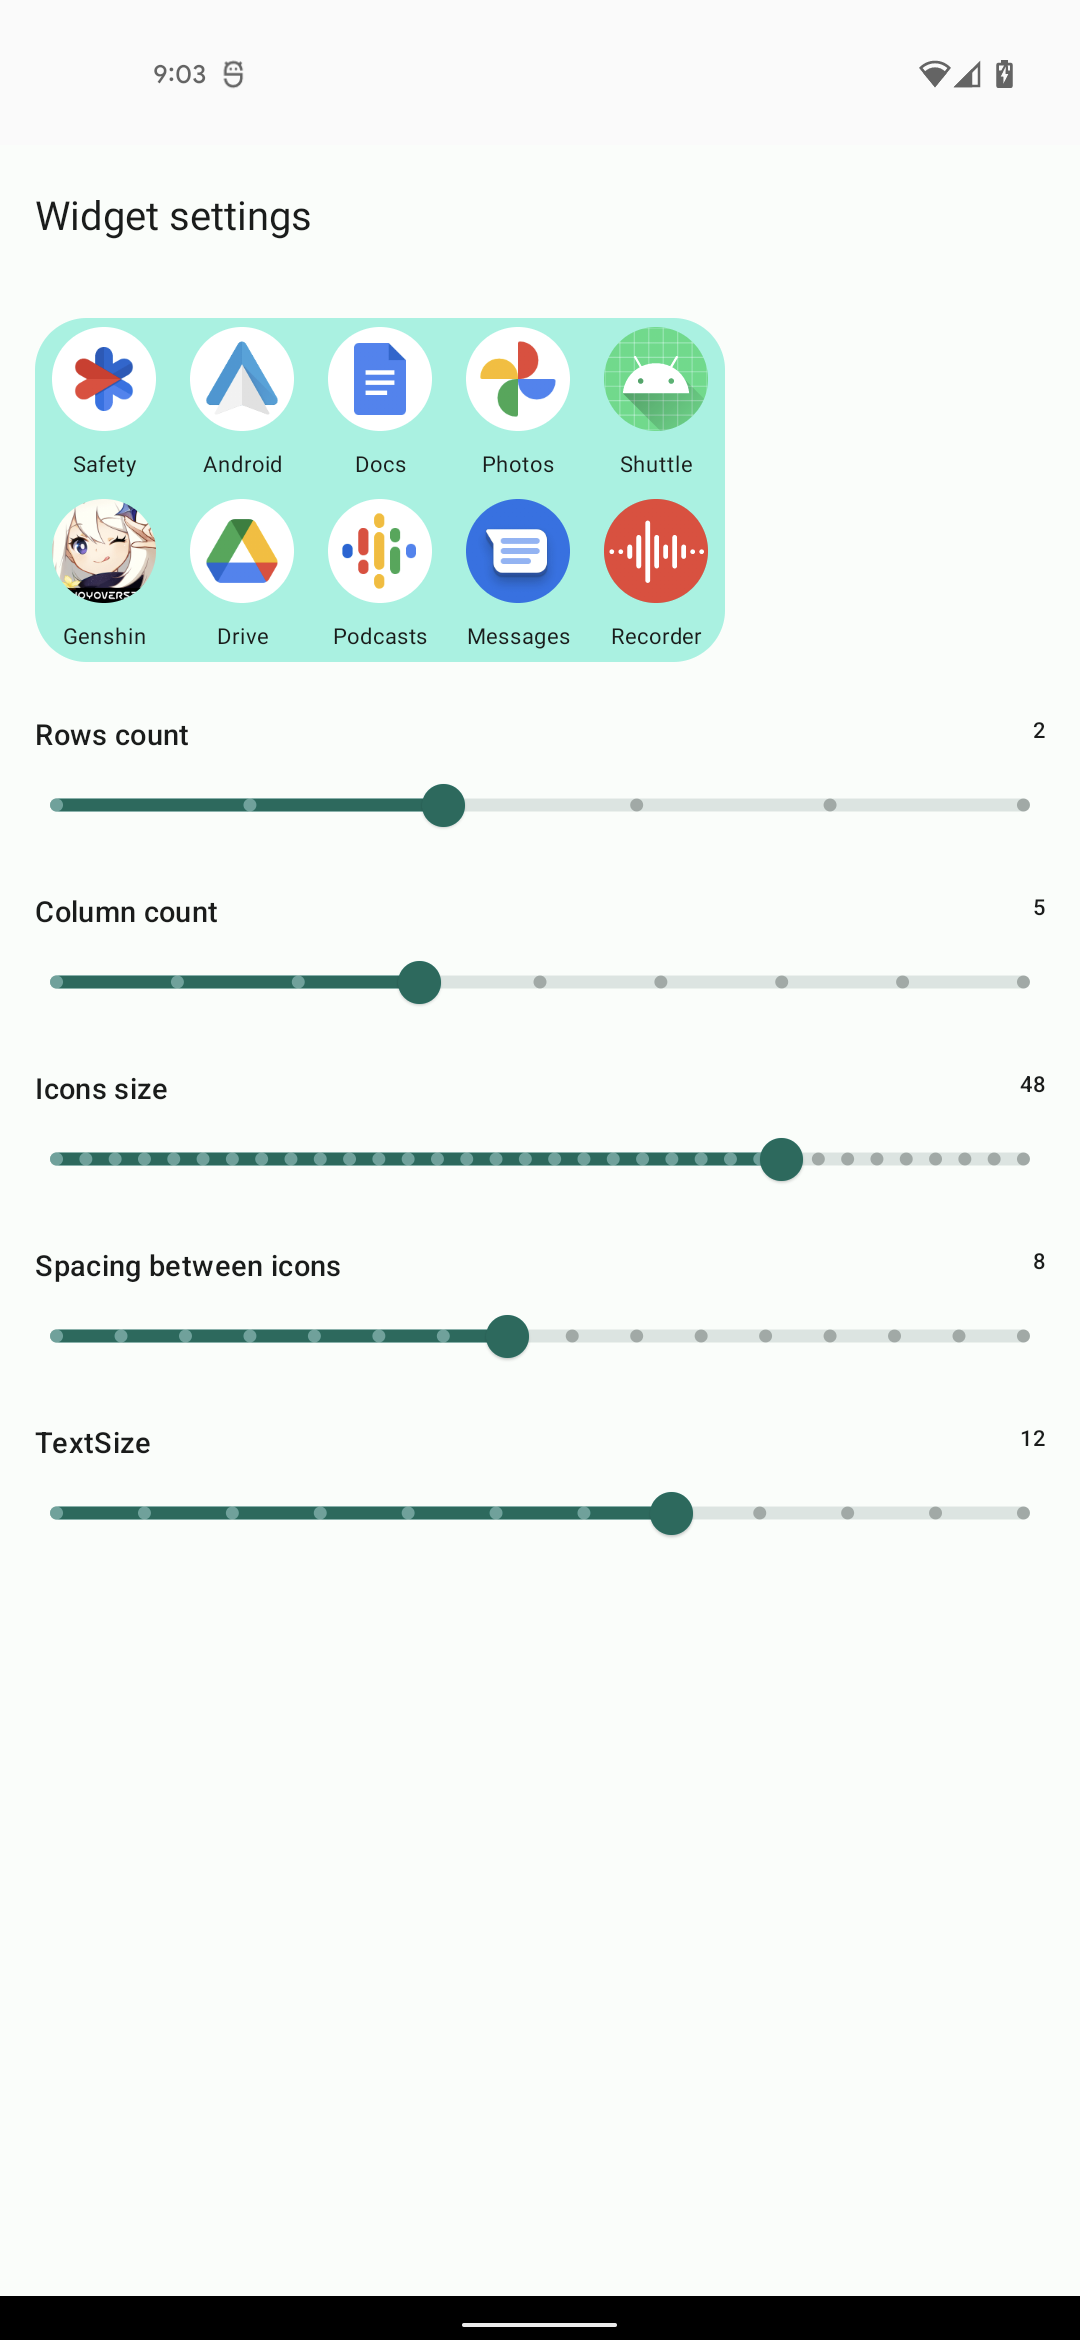 9:03
Widget settings
Safety Android Docs Photos Shuttle
Genshin Drive Podcasts Messages Recorder
Rows count 2
Column count 5
Icons size 48
Spacing between icons 8
TextSize 12